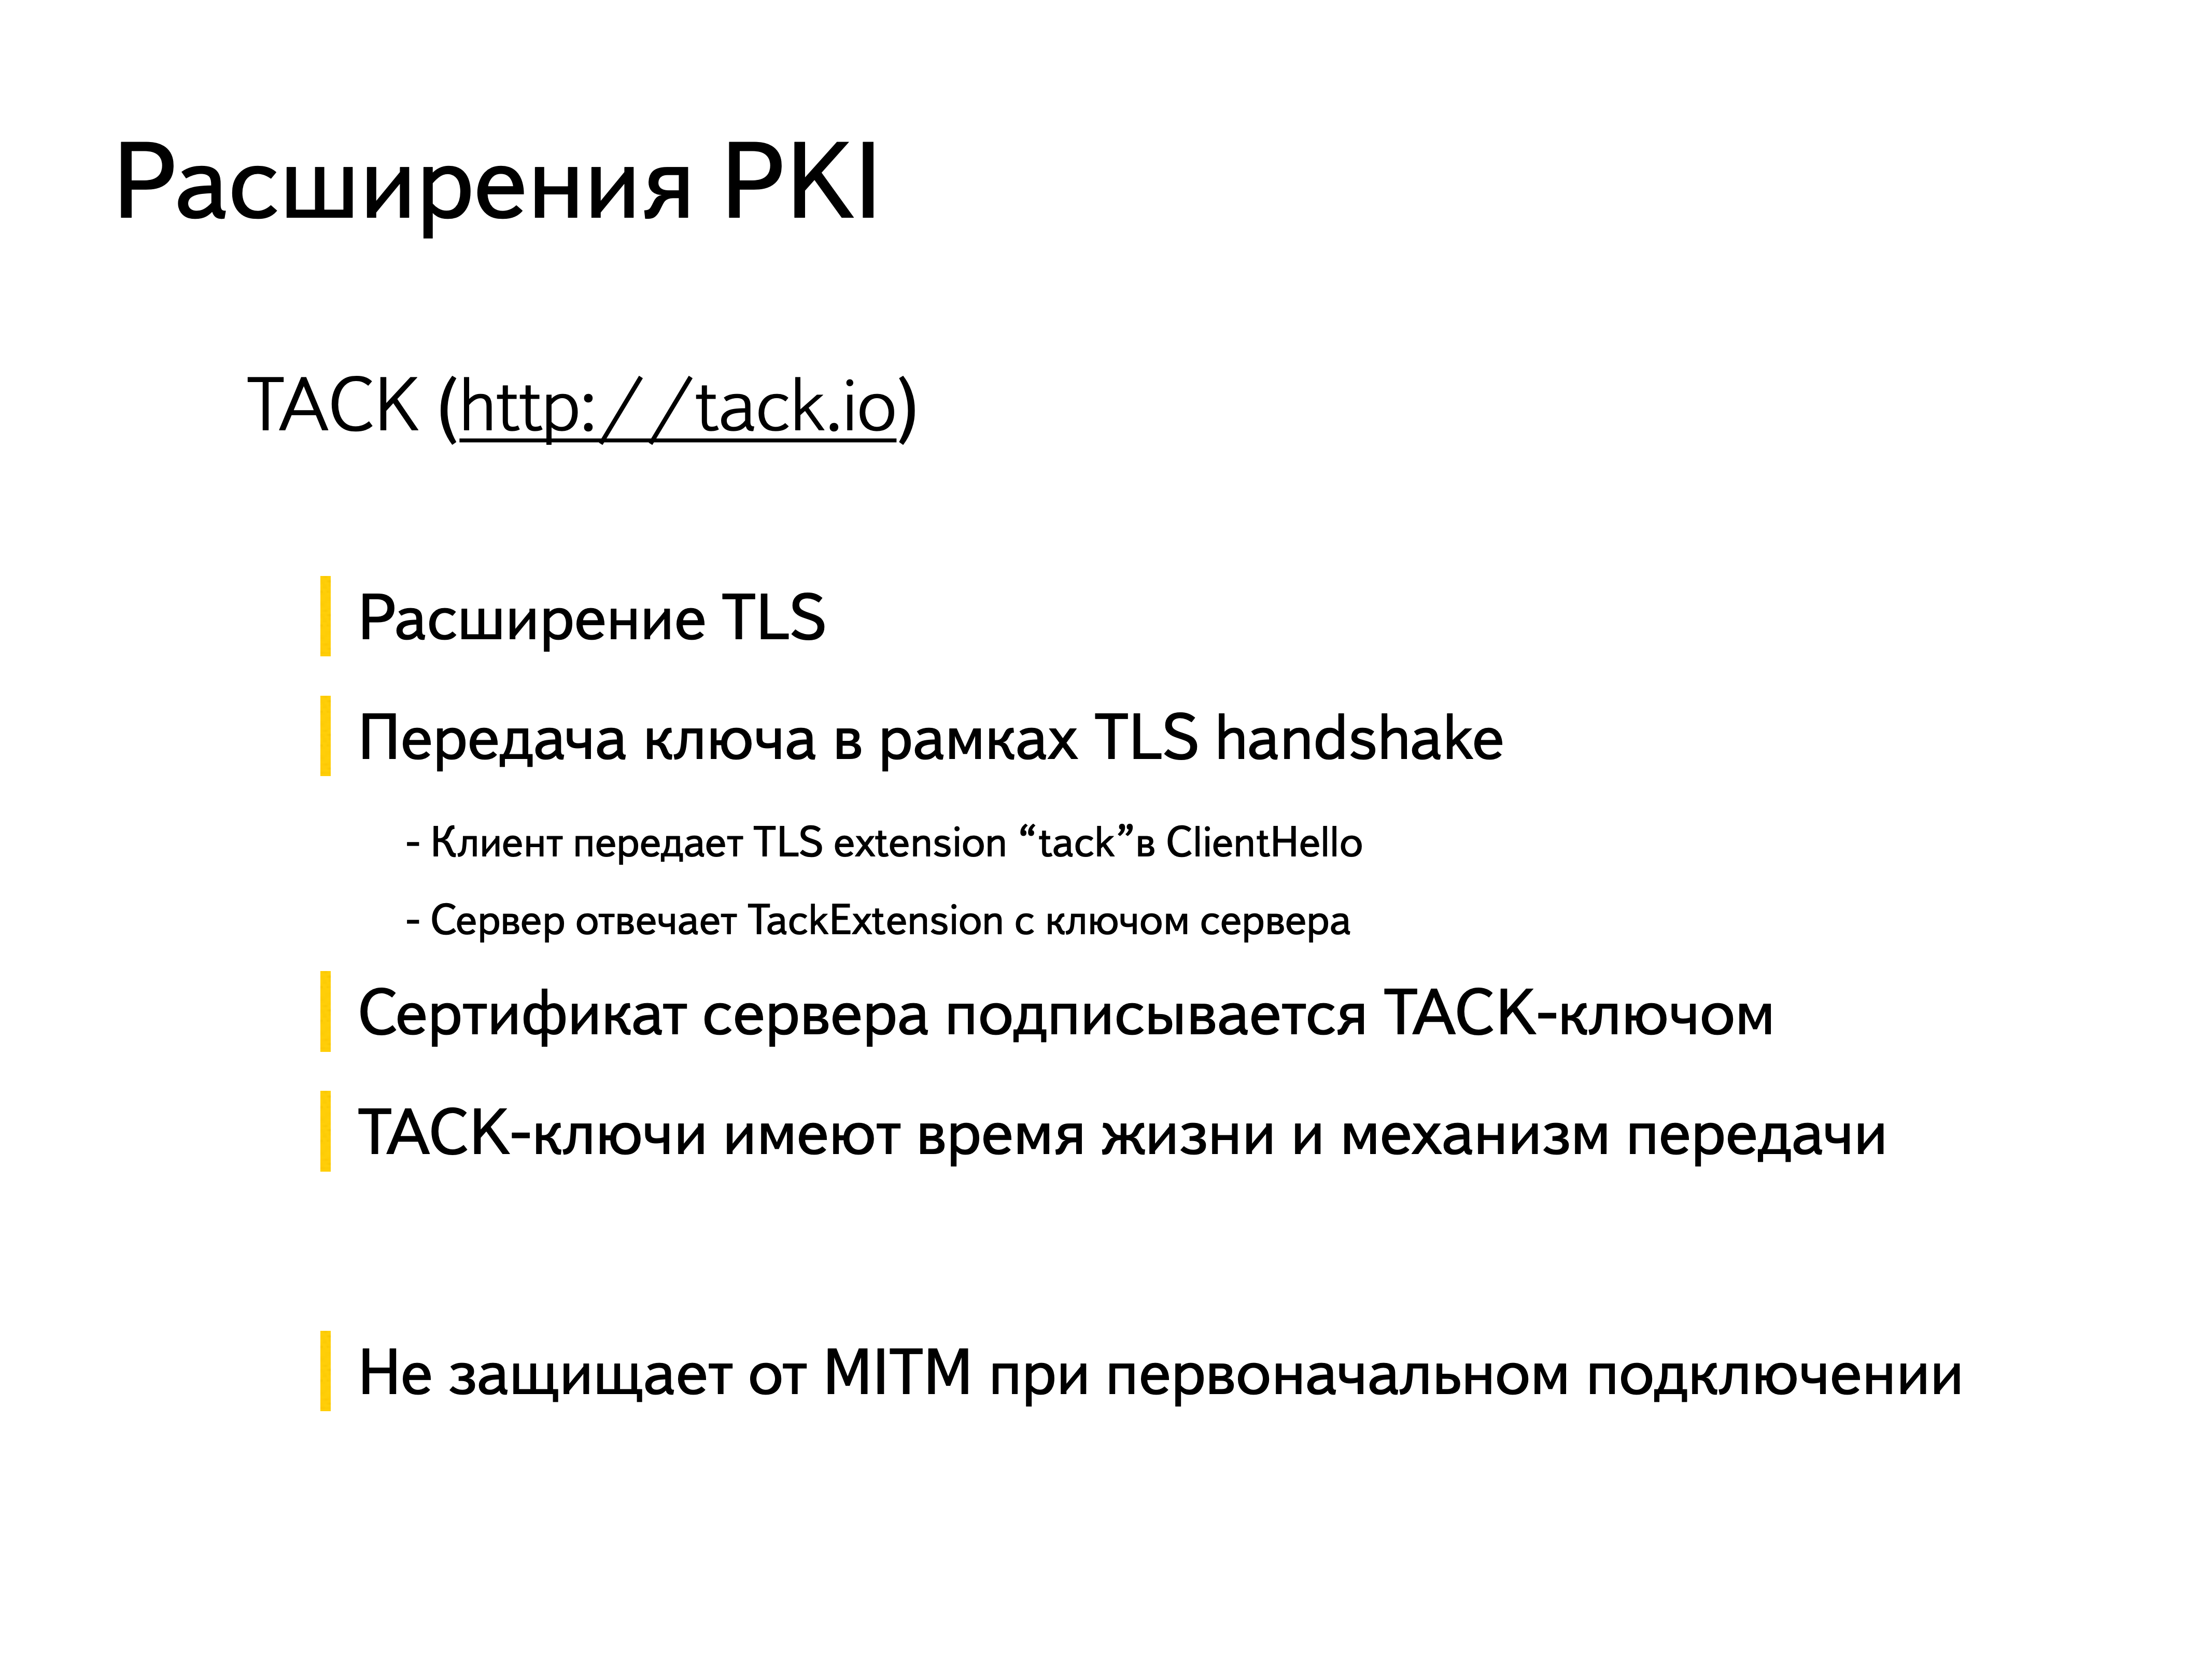 Расширения PKI
TACK (http://tack.io)
Расширение TLS
Передача ключа в рамках TLS handshake
- Клиент передает TLS extension “tack”в ClientHello
- Сервер отвечает TackExtension с ключом сервера
Сертификат сервера подписывается TACK-ключом
TACK-ключи имеют время жизни и механизм передачи
Не защищает от MITM при первоначальном подключении